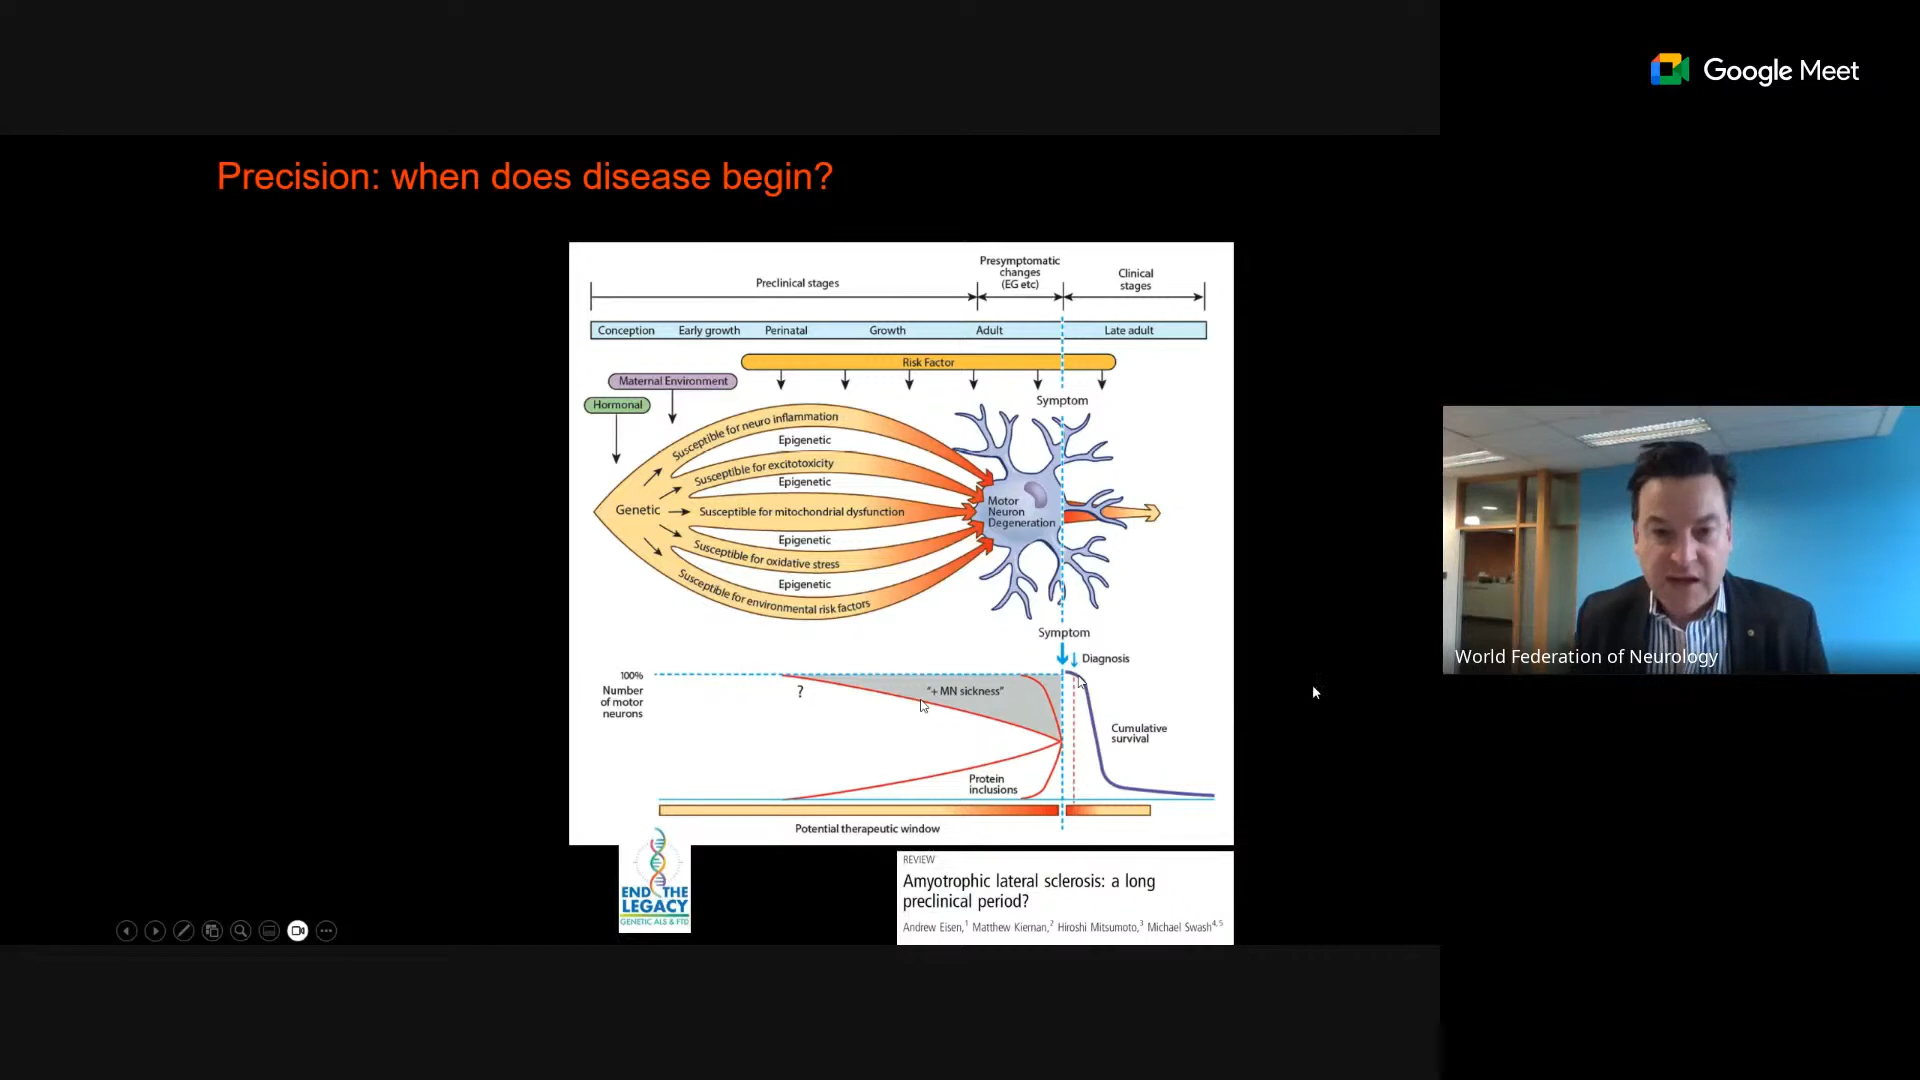 Google Meet
Precision: when does disease begin?
Preclinical stages
Presymptomatic
changes
(EG etc)
Clinical
stages
Conception
Early growth
Perinatal
Growth
Adult
Late adult
Risk Factor
Maternal Environment
Hormonal
Symptom
Susceptible for neuro inflammation
Epigenetic
Susceptible for excitotoxicity
Epigenetic
Genetic
Susceptible for mitochondrial dysfunction
Motor
Neuron
Degeneration
Epigenetic
Susceptible for oxidative stress
Epigenetic
Susceptible for environmental risk factors
Symptom
Diagnosis
100%
Number
of motor
neurons
?
"+ MN sickness"
Cumulative
survival
Protein
inclusions
Potential therapeutic window
END THE
LEGACY
GENETIC ALS & FTD
REVIEW
Amyotrophic lateral sclerosis: a long
preclinical period?
Andrew Eisen,1 Matthew Kiernan,2 Hiroshi Mitsumoto,3 Michael Swash4,5
World Federation of Neurology